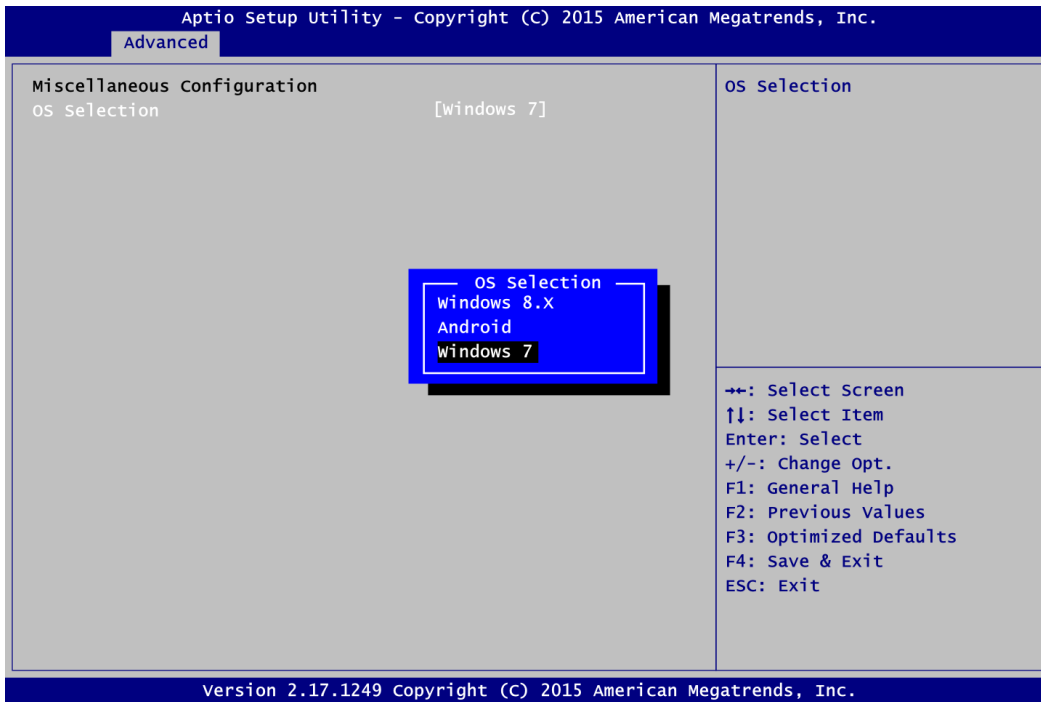 Aptio Setup Utility - Copyright (C) 2015 American Megatrends, Inc.
Advanced
Miscellaneous Configuration
OS Selection [Windows 7]
OS Selection
OS Selection
Windows 8.X
Android
Windows 7
→←: Select Screen
↑↓: Select Item
Enter: Select
+/-: Change Opt.
F1: General Help
F2: Previous Values
F3: Optimized Defaults
F4: Save & Exit
ESC: Exit
Version 2.17.1249 Copyright (C) 2015 American Megatrends, Inc.